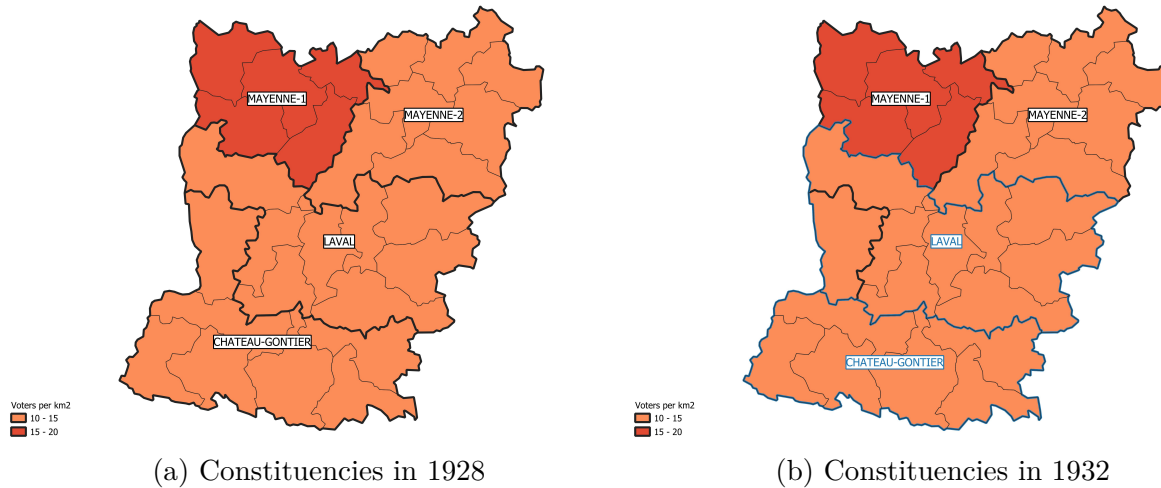 MAYENNE-1
MAYENNE-2
LAVAL
CHATEAU-GONTIER
Voters per km2
10 - 15
15 - 20
(a) Constituencies in 1928
MAYENNE-1
MAYENNE-2
LAVAL
CHATEAU-GONTIER
Voters per km2
10 - 15
15 - 20
(b) Constituencies in 1932